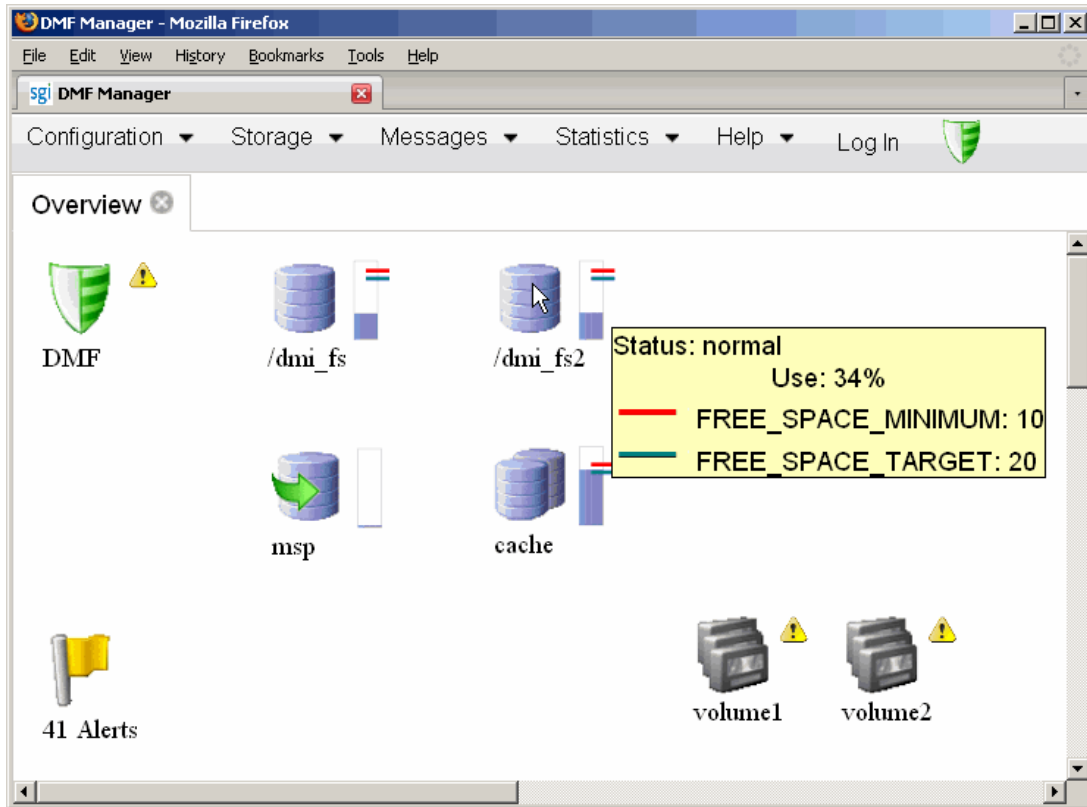 DMF Manager - Mozilla Firefox
File Edit View History Bookmarks Tools Help
sgi DMF Manager
Configuration Storage Messages Statistics Help Log In
Overview
DMF
/dmi_fs
/dmi_fs2
Status: normal
Use: 34%
FREE_SPACE_MINIMUM: 10
FREE_SPACE_TARGET: 20
msp
cache
41 Alerts
volume1
volume2